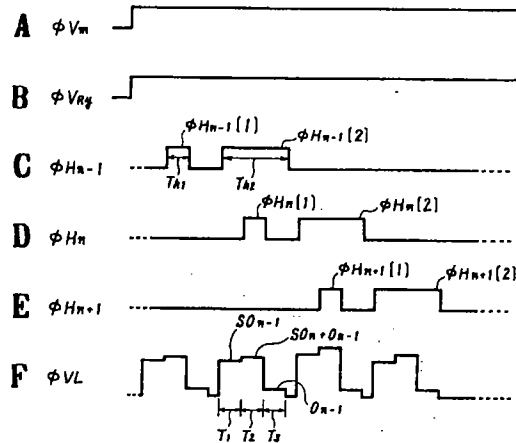 A φVm
B φVRy
φHn-1(1) φHn-1(2)
C φHn-1
Th1 Th2
φHn(1) φHn(2)
D φHn
φHn+1(1) φHn+1(2)
E φHn+1
SOn-1
SOn+On-1
F φVL
On-1
T1 T2 T3